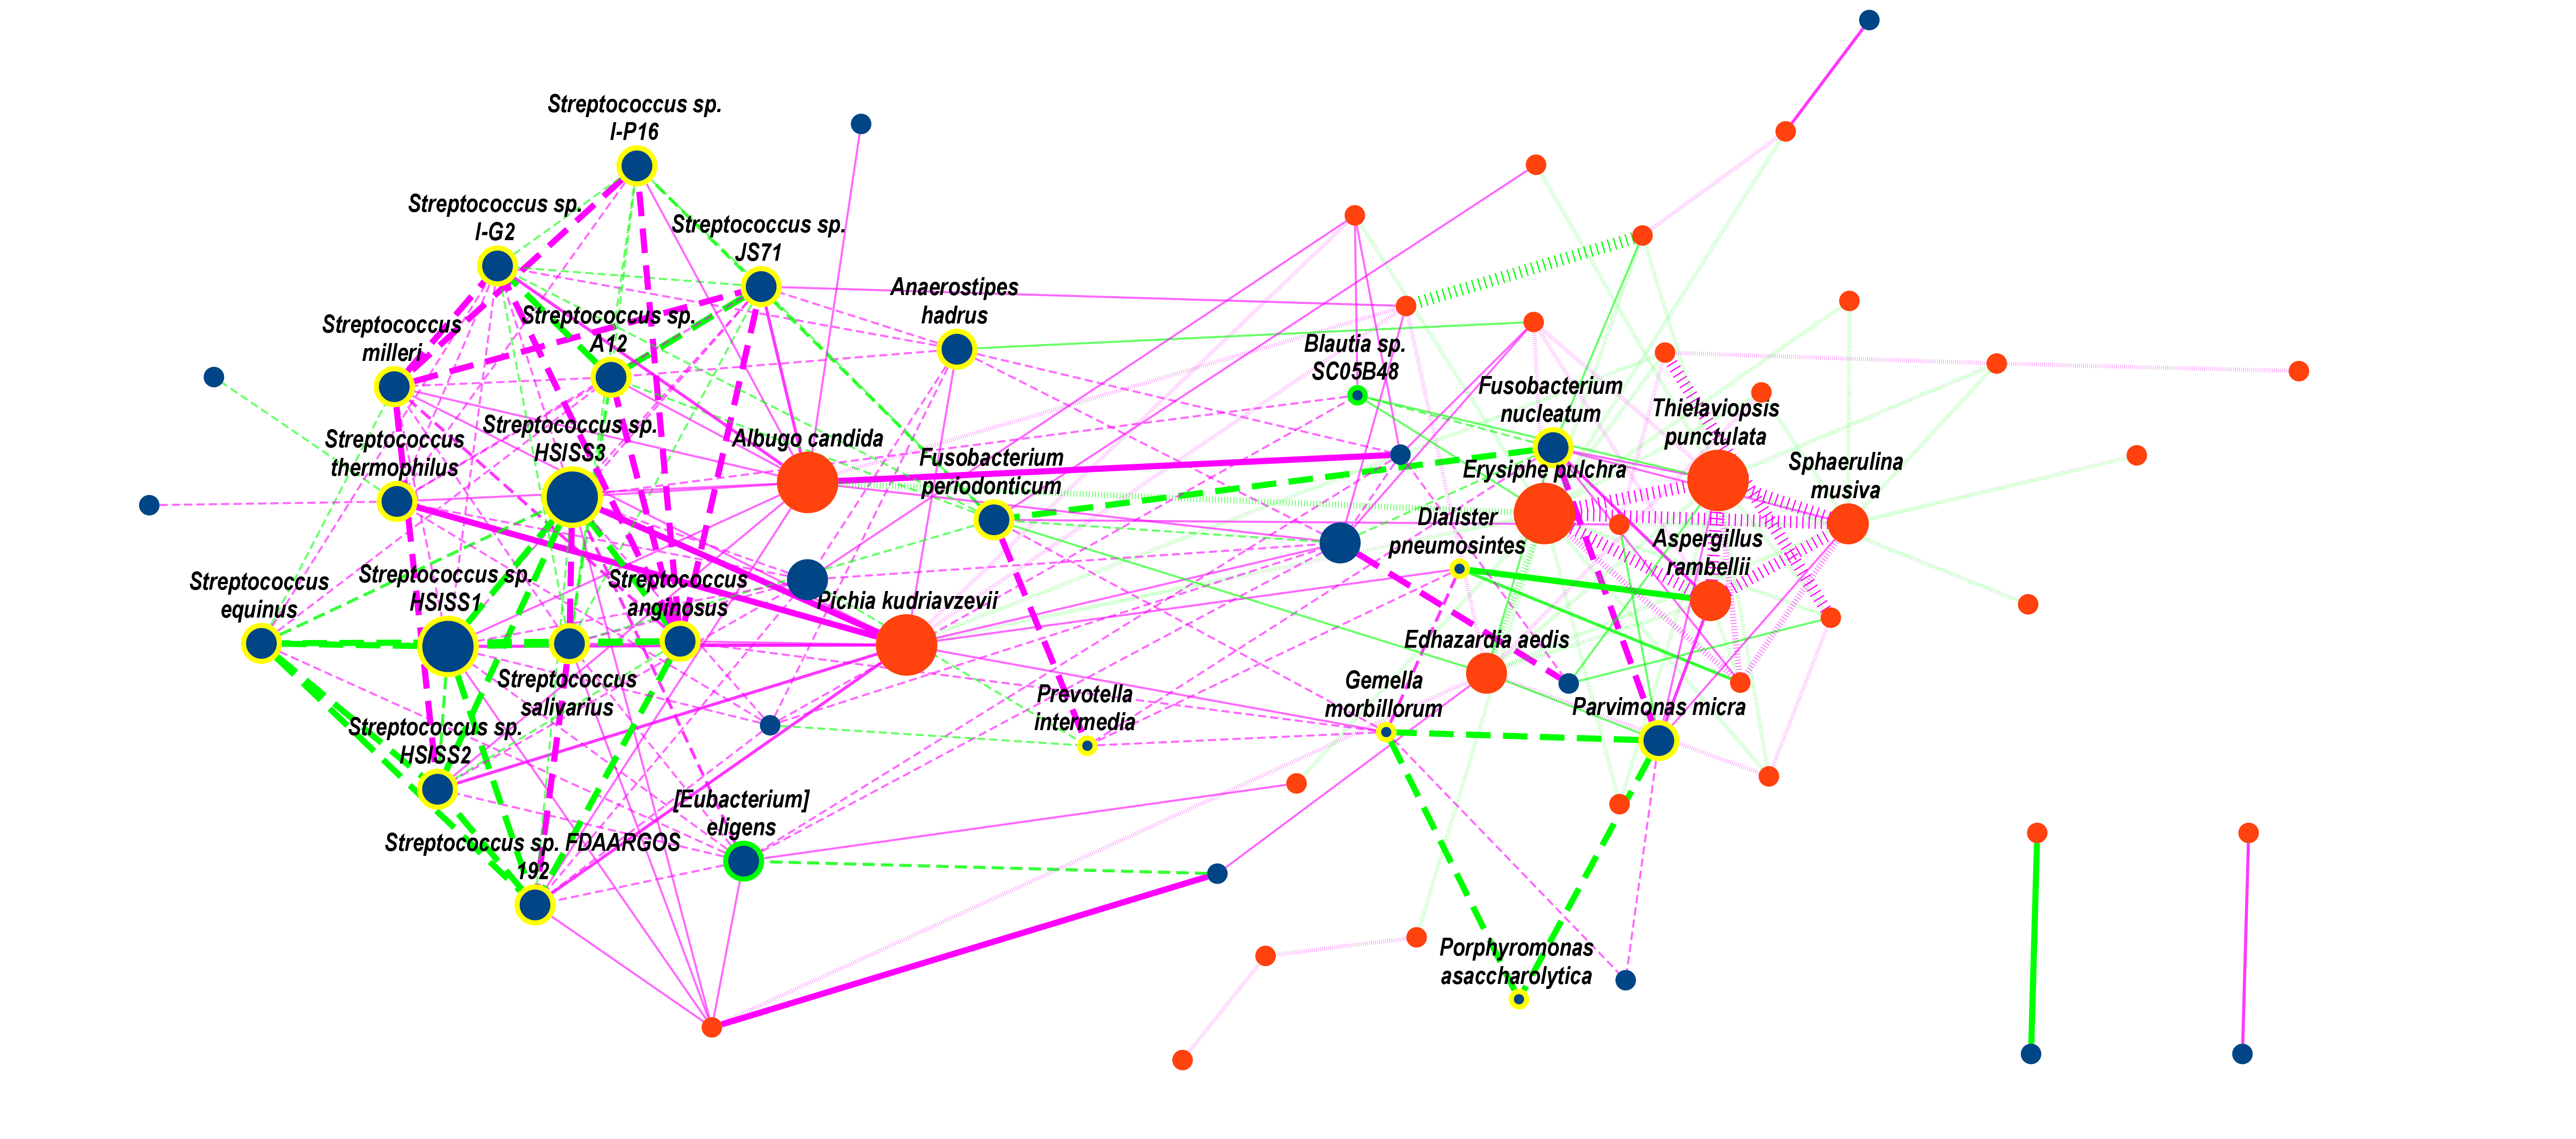 Streptococcus sp.
I-P16
Streptococcus sp.
I-G2
Streptococcus sp.
JS71
Anaerostipes
hadrus
Streptococcus
milleri
Streptococcus sp.
A12
Blautia sp.
SC05B48
Fusobacterium
nucleatum
Thielaviopsis
punctulata
Streptococcus
thermophilus
Streptococcus sp.
HSISS3
Albugo candida
Fusobacterium
periodonticum
Erysiphe pulchra
Sphaerulina
musiva
Dialister
pneumosintes
Aspergillus
rambellii
Streptococcus
equinus
Streptococcus sp.
HSISS1
Streptococcus
anginosus
Pichia kudriavzevii
Edhazardia aedis
Streptococcus
salivarius
Prevotella
intermedia
Gemella
morbillorum
Parvimonas micra
Streptococcus sp.
HSISS2
[Eubacterium]
eligens
Streptococcus sp. FDAARGOS
192
Porphyromonas
asaccharolytica